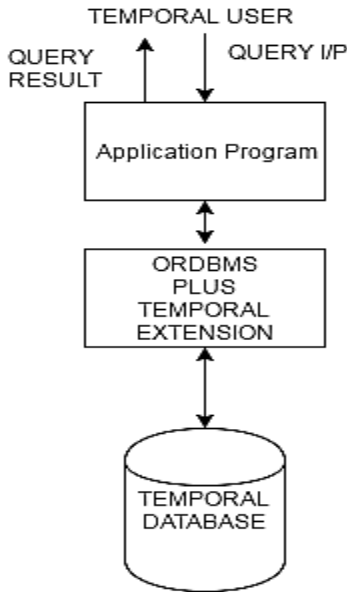 TEMPORAL USER
QUERY
RESULT
QUERY I/P
Application Program
ORDBMS
PLUS
TEMPORAL
EXTENSION
TEMPORAL
DATABASE